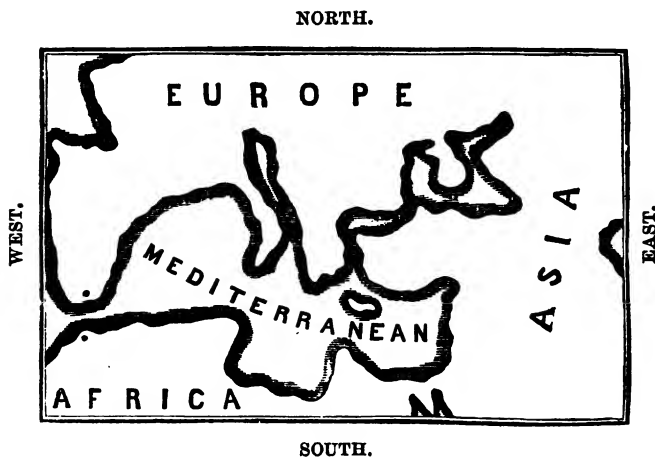 NORTH.
EUROPE
WEST.
EAST.
ASIA
MEDITERRANEAN
AFRICA
SOUTH.